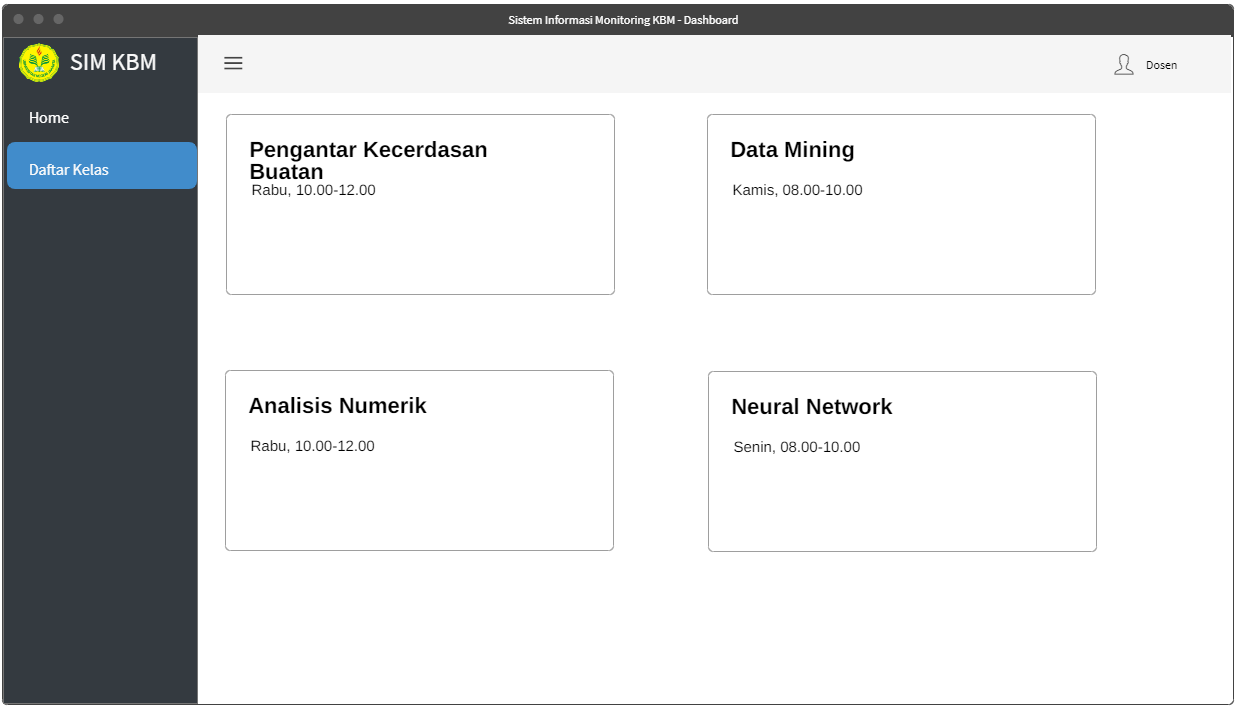 Sistem Informasi Monitoring KBM - Dashboard
SIM KBM
Dosen
Home
Daftar Kelas
Pengantar Kecerdasan
Buatan
Rabu, 10.00-12.00
Data Mining
Kamis, 08.00-10.00
Analisis Numerik
Rabu, 10.00-12.00
Neural Network
Senin, 08.00-10.00